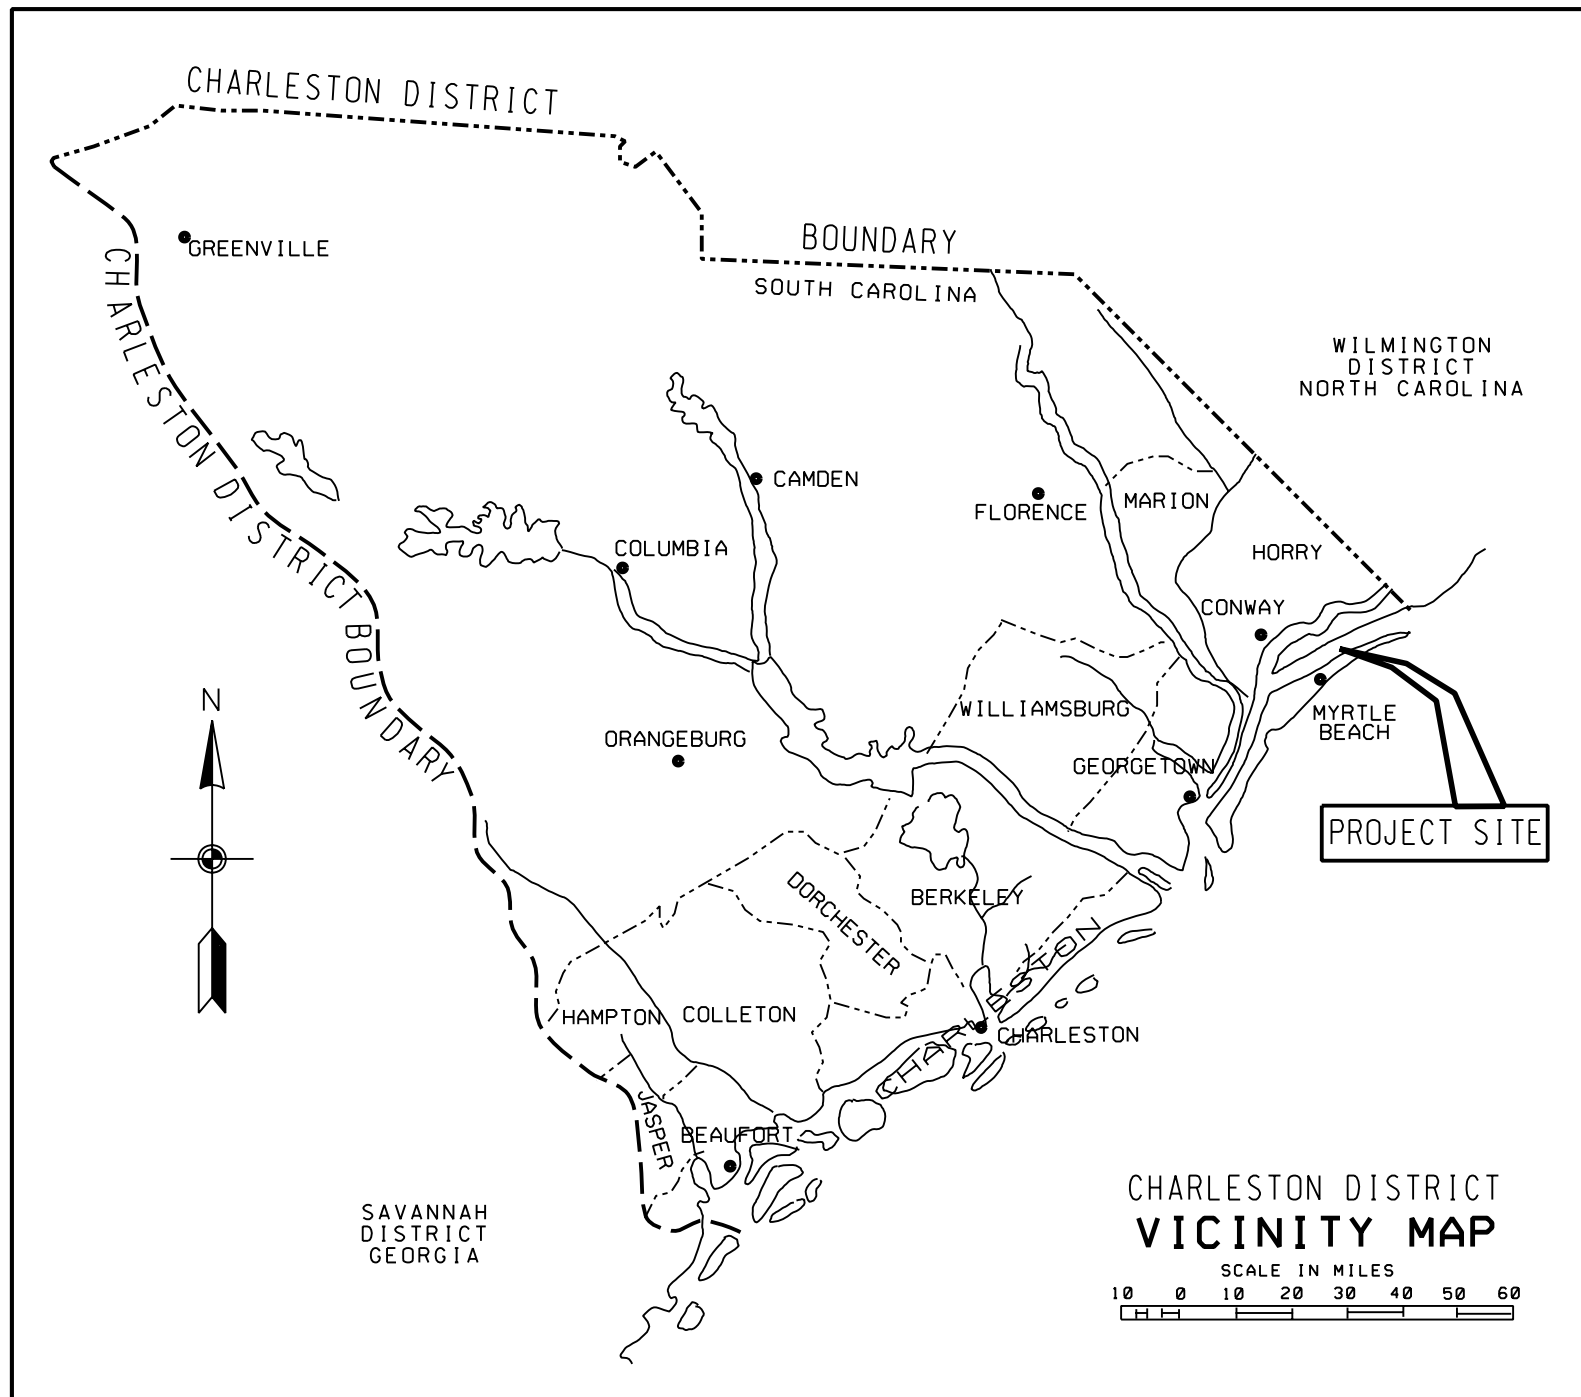 CHARLESTON DISTRICT
BOUNDARY
SOUTH CAROLINA
GREENVILLE
CHARLESTON DISTRICT BOUNDARY
WILMINGTON
DISTRICT
NORTH CAROLINA
CAMDEN
FLORENCE
MARION
HORRY
COLUMBIA
CONWAY
WILLIAMSBURG
MYRTLE
BEACH
ORANGEBURG
GEORGETOWN
N
PROJECT SITE
DORCHESTER
BERKELEY
CHARLESTON
HAMPTON
COLLETON
CHARLESTON
JASPER
BEAUFORT
SAVANNAH
DISTRICT
GEORGIA
CHARLESTON DISTRICT
VICINITY MAP
SCALE IN MILES
10 0 10 20 30 40 50 60